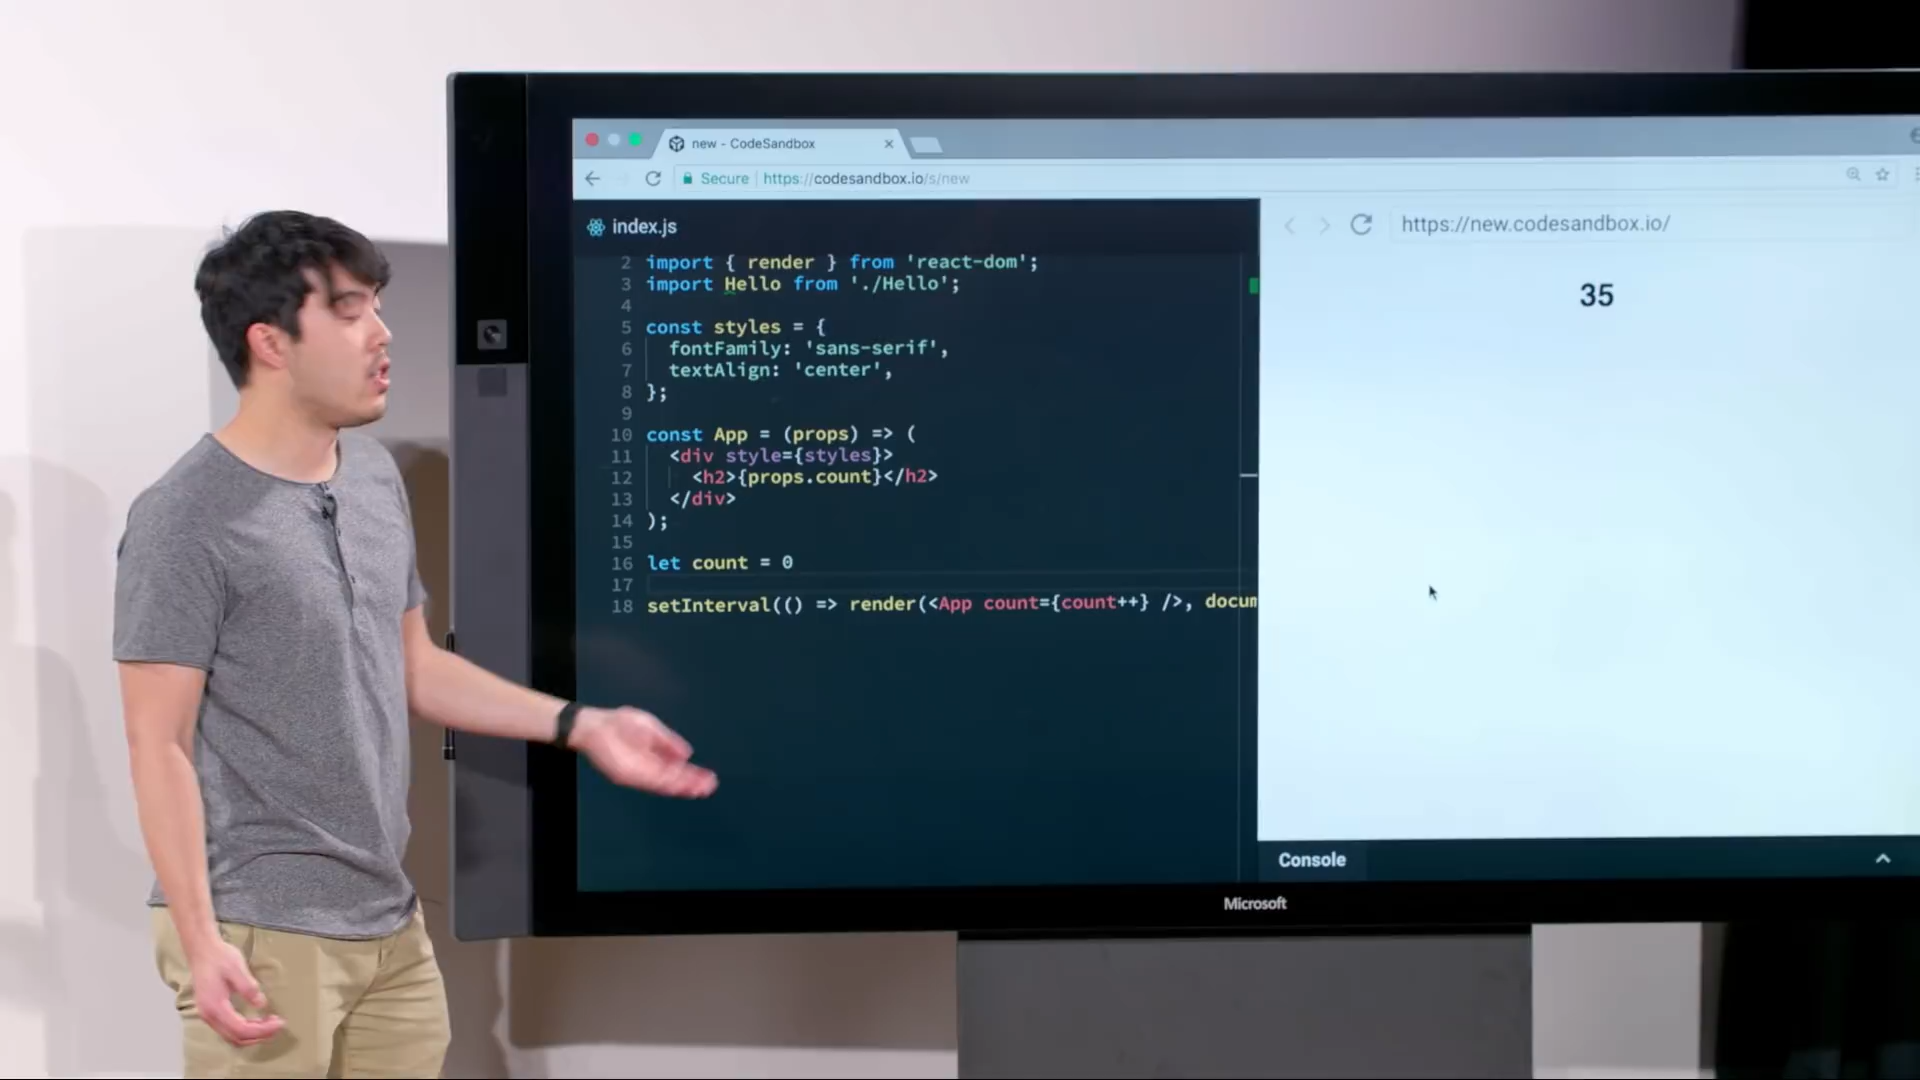 new - CodeSandbox
Secure https://codesandbox.io/s/new
index.js
https://new.codesandbox.io/
35
2 import { render } from 'react-dom';
3 import Hello from './Hello';
4
5 const styles = {
6 fontFamily: 'sans-serif',
7 textAlign: 'center',
8 };
9
10 const App = (props) => (
11 <div style={styles}>
12 <h2>{props.count}</h2>
13 </div>
14 );
15
16 let count = 0
17
18 setInterval(() => render(<App count={count++} />, docum
Console
Microsoft